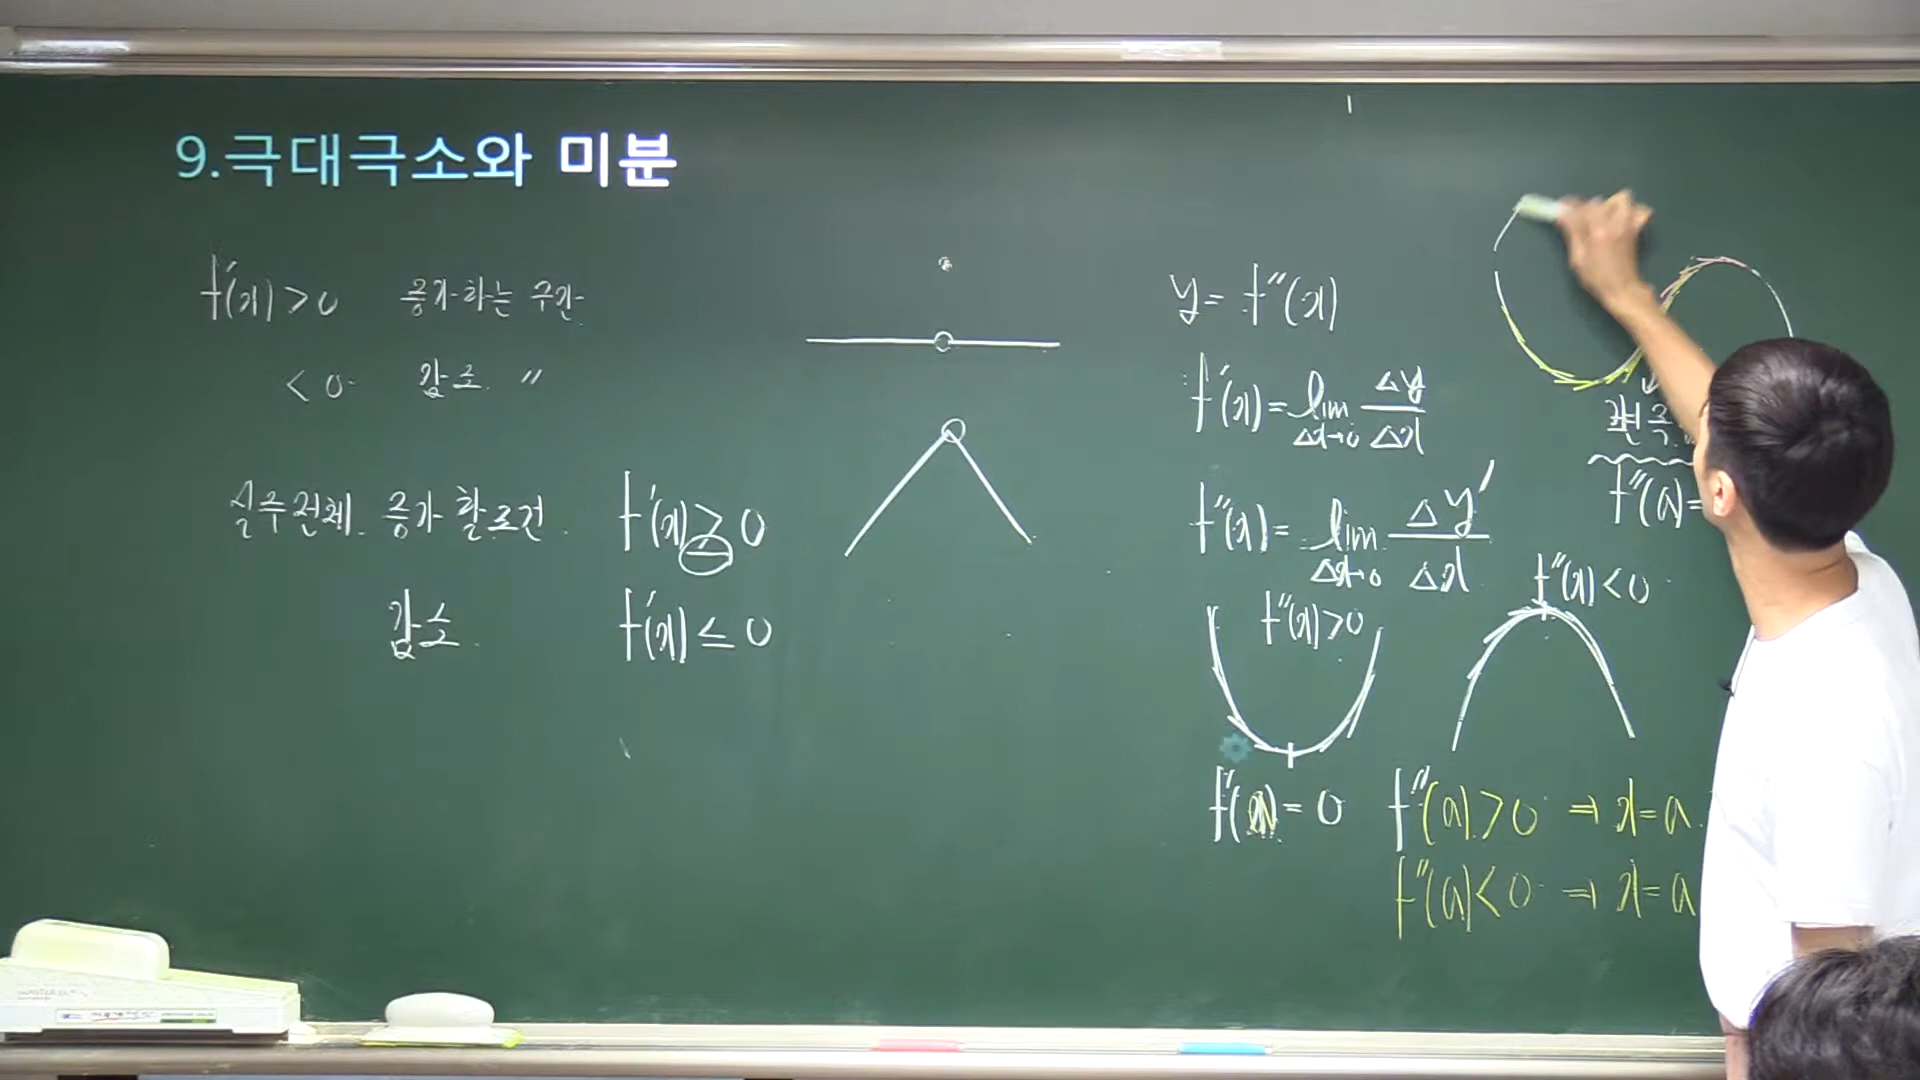 9.극대극소와 미분
f'(x)>0 증가하는 구간
<0 감소 〃
실수전체 증가할조건 f'(x)≥0
감소 f'(x)≤0
y= f''(x)
f'(x)=lim Δx→0 Δy/Δx
f''(x)= lim Δx→0 Δy'/Δx
f''(a)=
f''(x)>0
f''(x)<0
f'(a)=0 f''(a)>0 ⇒ x=a
f''(a)<0 ⇒ x=a